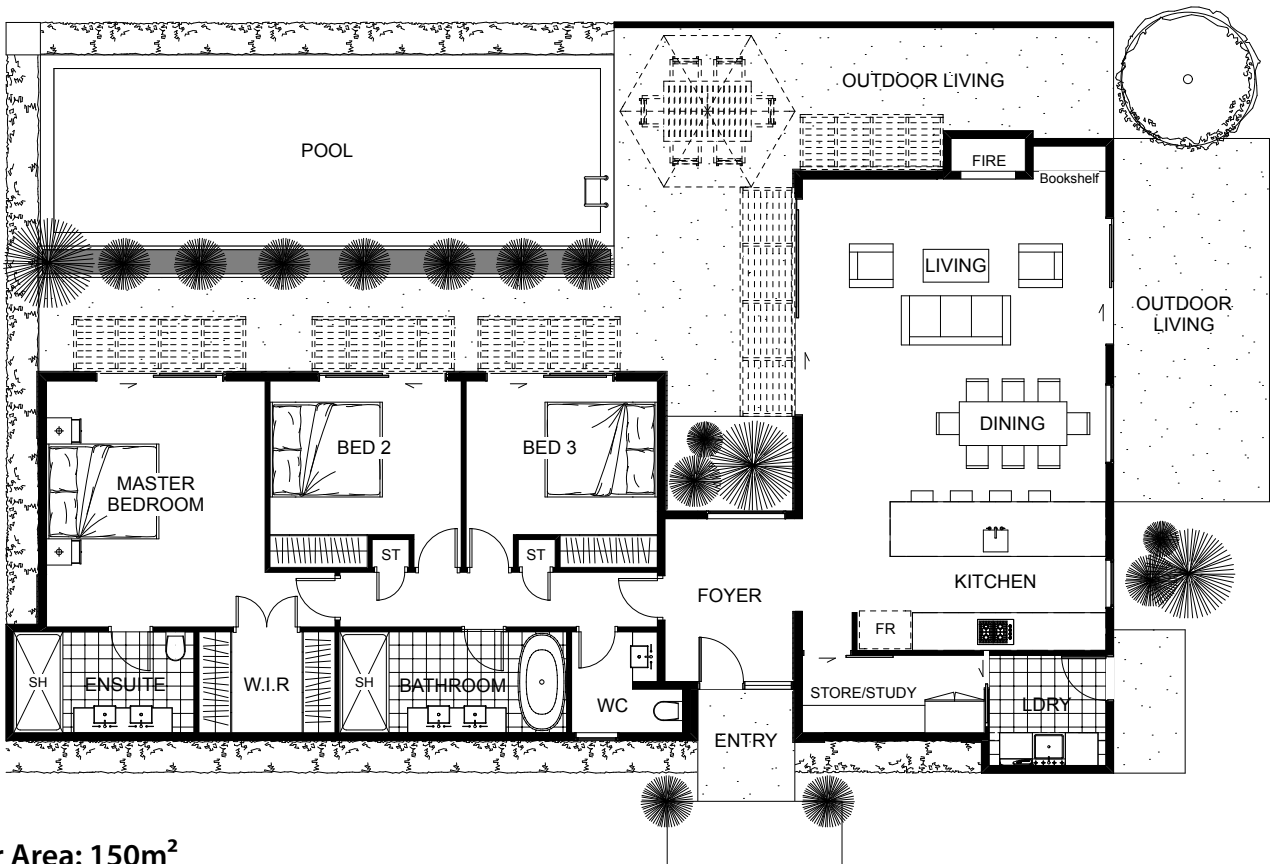 OUTDOOR LIVING
POOL
FIRE
Bookshelf
LIVING
OUTDOOR
LIVING
DINING
BED 2
BED 3
MASTER
BEDROOM
ST
ST
KITCHEN
FOYER
FR
SH
ENSUITE
W.I.R
SH
BATHROOM
WC
STORE/STUDY
LDRY
ENTRY
Area: 150m²